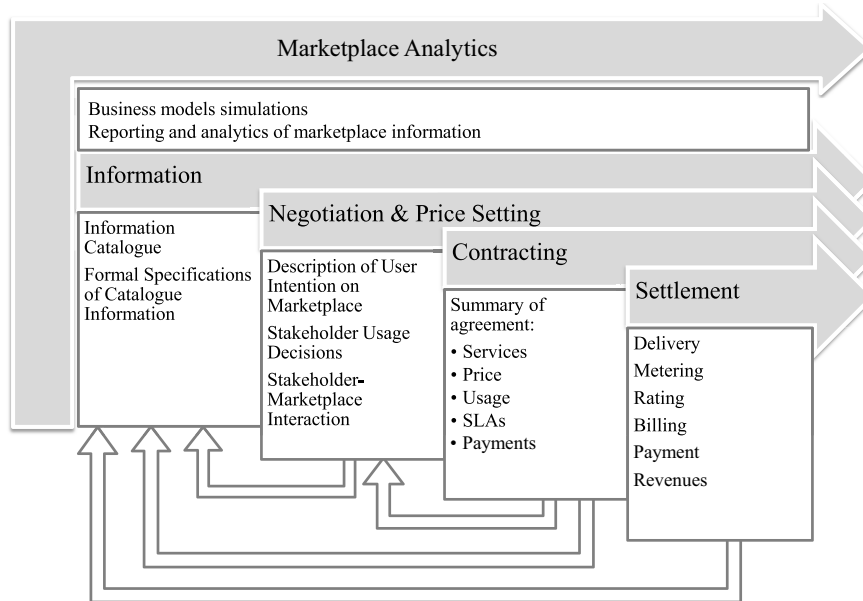 Marketplace Analytics
Business models simulations
Reporting and analytics of marketplace information
Information
Information
Catalogue
Formal Specifications
of Catalogue
Information
Negotiation & Price Setting
Description of User
Intention on
Marketplace
Stakeholder Usage
Decisions
Stakeholder-
Marketplace
Interaction
Contracting
Summary of
agreement:
• Services
• Price
• Usage
• SLAs
• Payments
Settlement
Delivery
Metering
Rating
Billing
Payment
Revenues